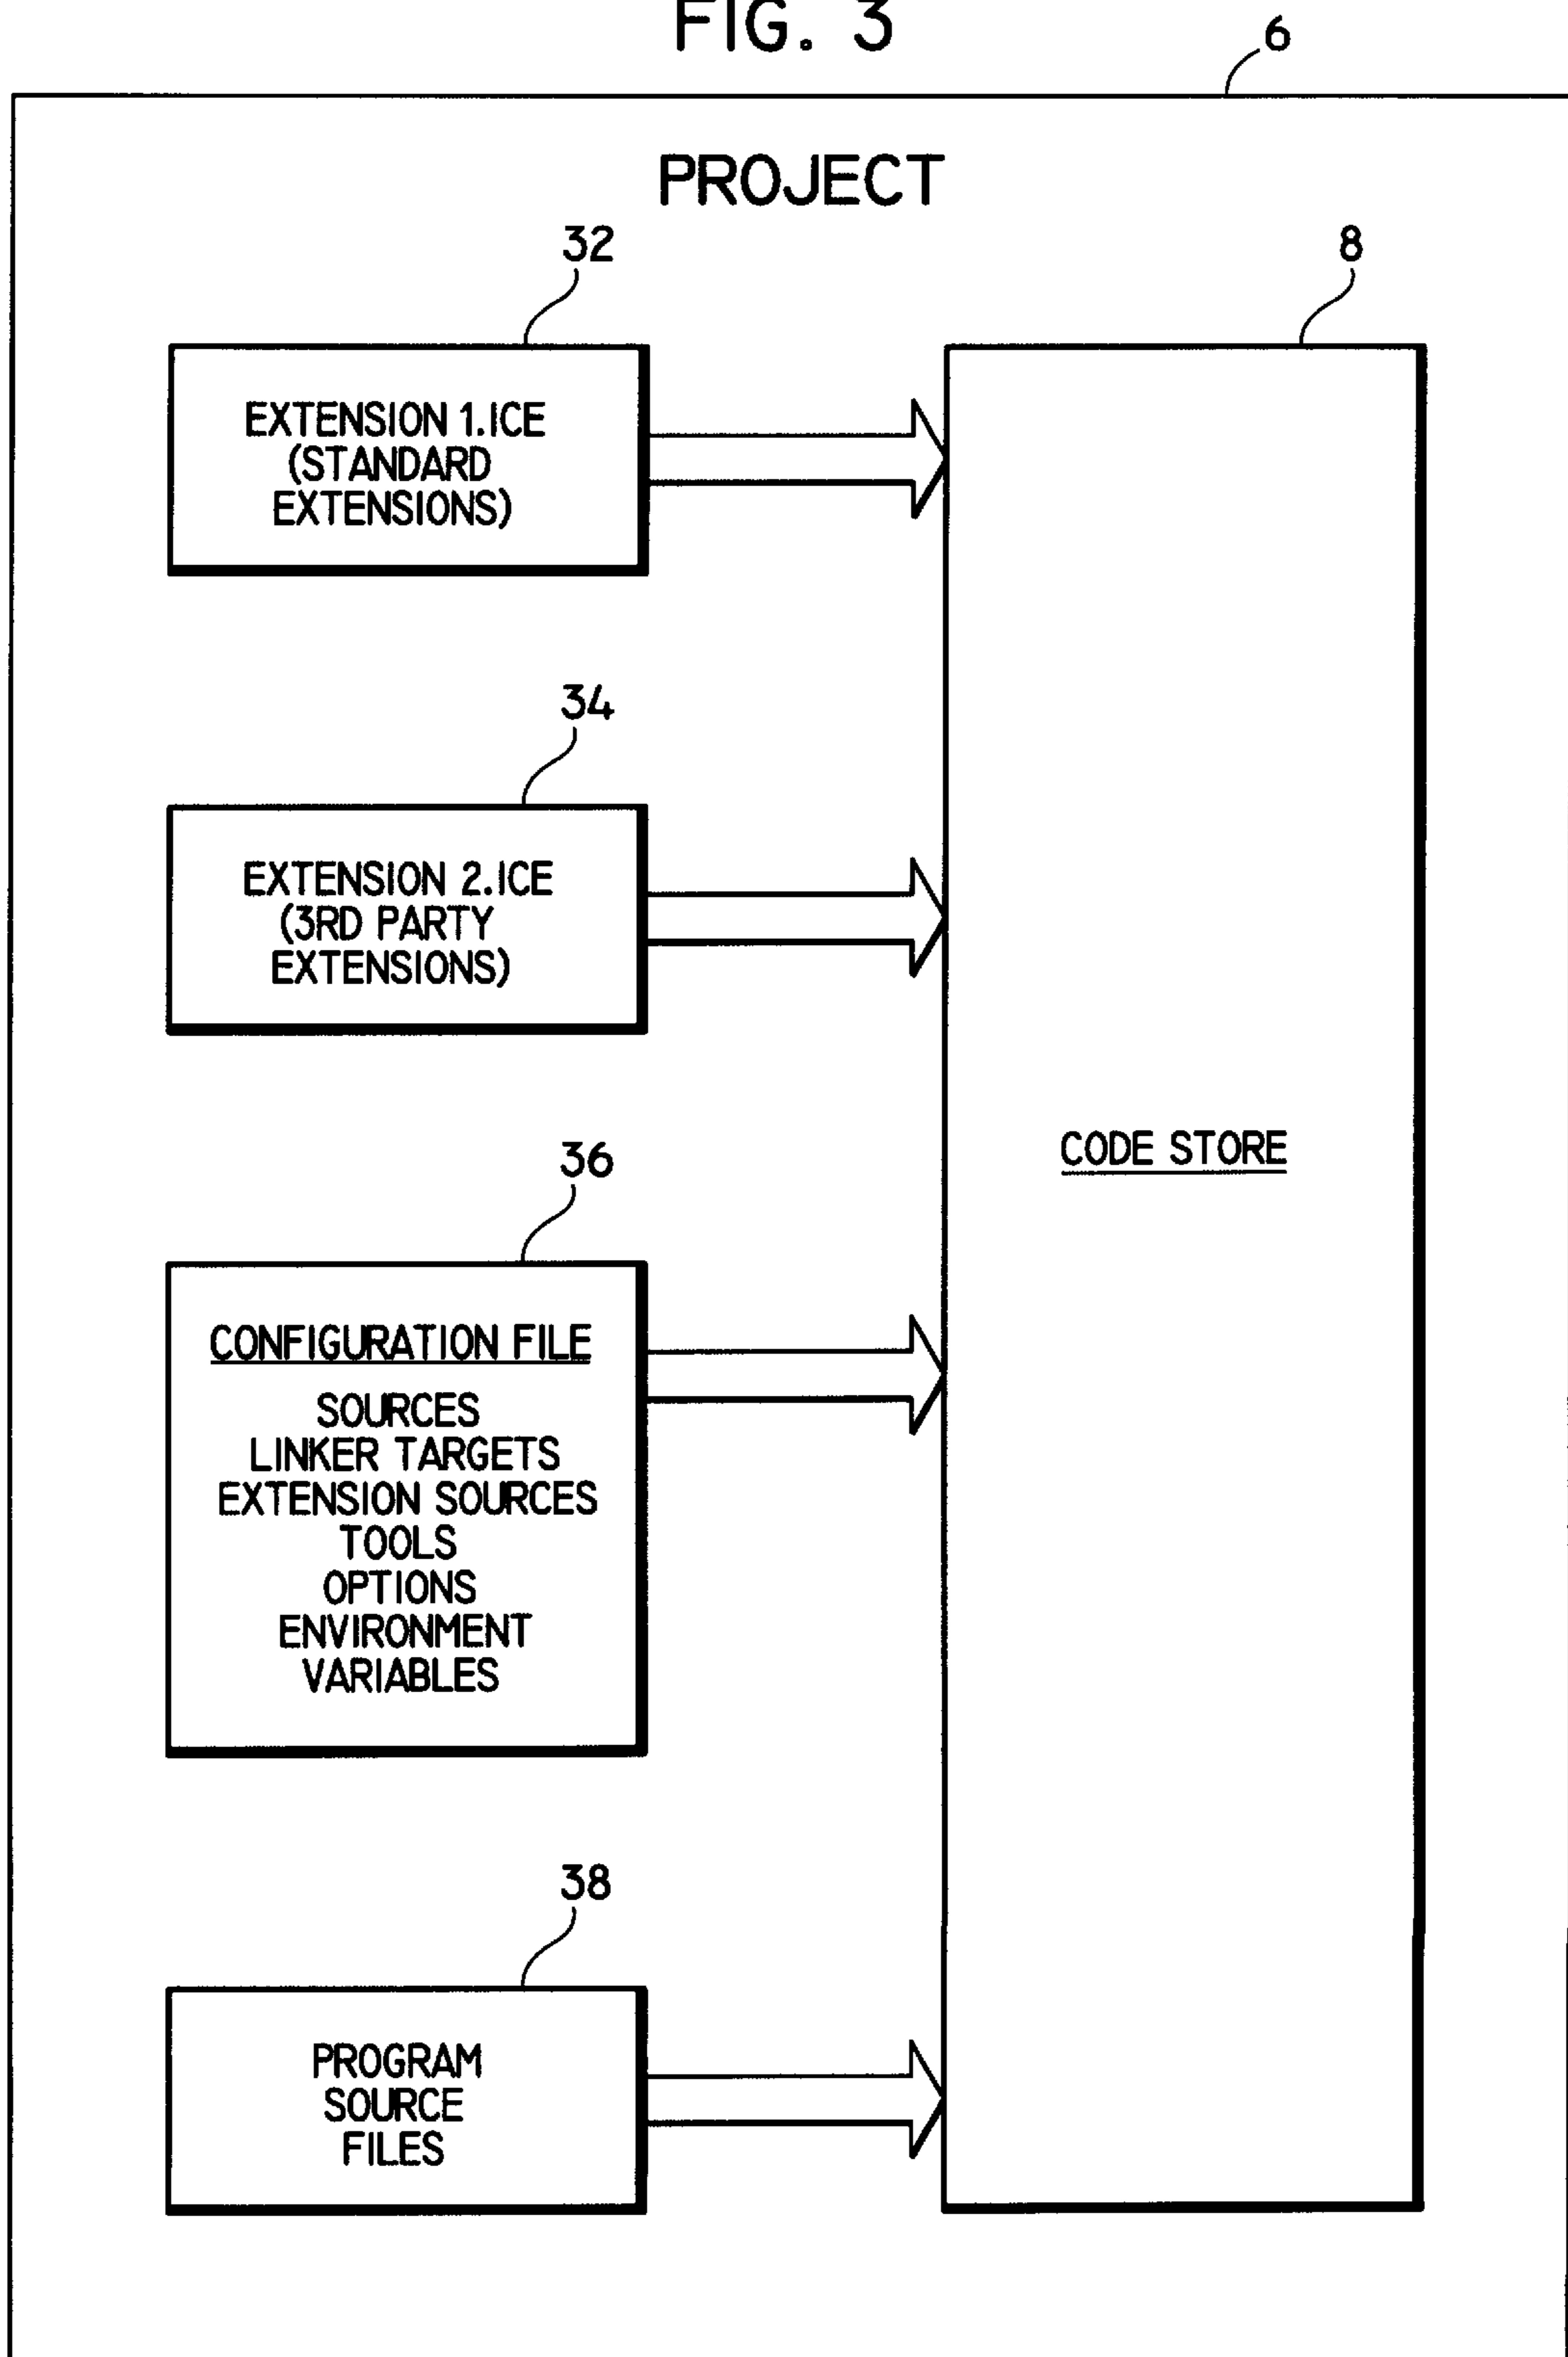 FIG. 3
6
PROJECT
32
8
EXTENSION 1.ICE
(STANDARD
EXTENSIONS)
34
EXTENSION 2.ICE
(3RD PARTY
EXTENSIONS)
CODE STORE
36
CONFIGURATION FILE
SOURCES
LINKER TARGETS
EXTENSION SOURCES
TOOLS
OPTIONS
ENVIRONMENT
VARIABLES
38
PROGRAM
SOURCE
FILES